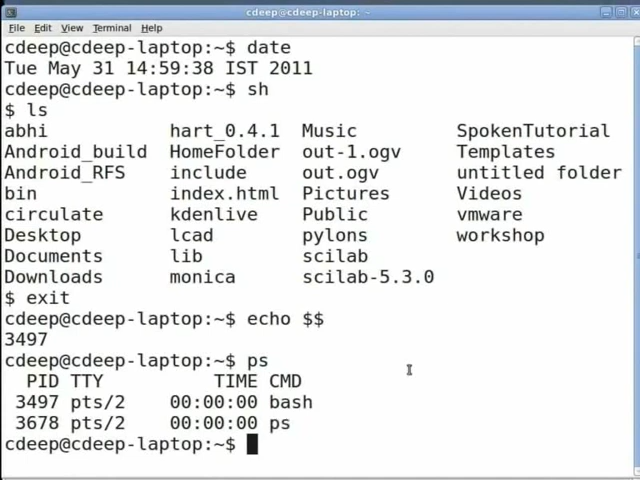 cdeep@cdeep-laptop: ~
File Edit View Terminal Help
cdeep@cdeep-laptop:~$ date
Tue May 31 14:59:38 IST 2011
cdeep@cdeep-laptop:~$ sh
$ ls
abhi hart_0.4.1 Music SpokenTutorial
Android_build HomeFolder out-1.ogv Templates
Android_RFS include out.ogv untitled folder
bin index.html Pictures Videos
circulate kdenlive Public vmware
Desktop lcad pylons workshop
Documents lib scilab
Downloads monica scilab-5.3.0
$ exit
cdeep@cdeep-laptop:~$ echo $$
3497
cdeep@cdeep-laptop:~$ ps
PID TTY TIME CMD
3497 pts/2 00:00:00 bash
3678 pts/2 00:00:00 ps
cdeep@cdeep-laptop:~$